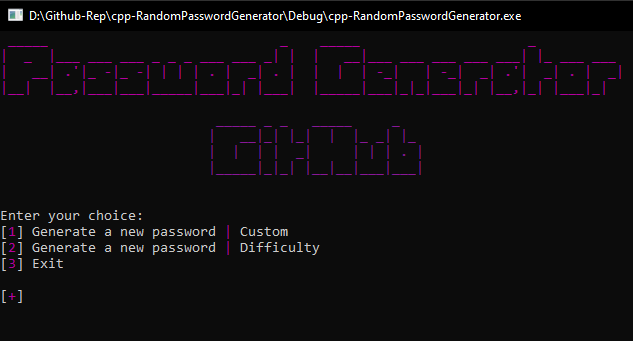 D:\Github-Rep\cpp-RandomPasswordGenerator\Debug\cpp-RandomPasswordGenerator.exe
Password Generator
GitHub
Enter your choice:
[1] Generate a new password | Custom
[2] Generate a new password | Difficulty
[3] Exit
[+]